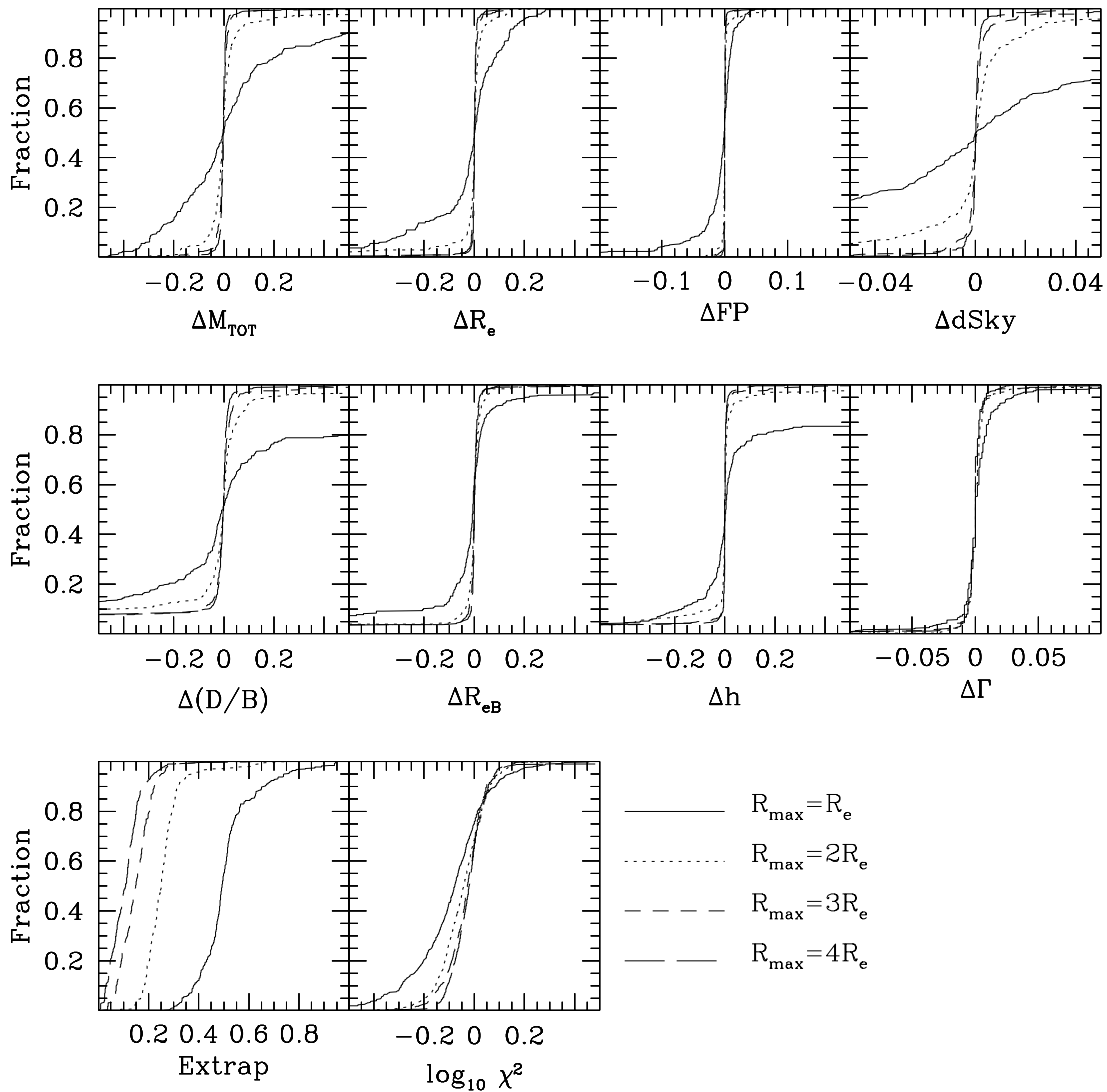 Fraction
0.8
0.6
0.4
0.2
−0.2 0 0.2
ΔM_TOT
−0.2 0 0.2
ΔR_e
−0.1 0 0.1
ΔFP
−0.04 0 0.04
ΔdSky
Fraction
0.8
0.6
0.4
0.2
−0.2 0 0.2
Δ(D/B)
−0.2 0 0.2
ΔR_eB
−0.2 0 0.2
Δh
−0.05 0 0.05
ΔΓ
Fraction
0.8
0.6
0.4
0.2
0.2 0.4 0.6 0.8
Extrap
−0.2 0 0.2
log₁₀ χ²
R_max=R_e
R_max=2R_e
R_max=3R_e
R_max=4R_e